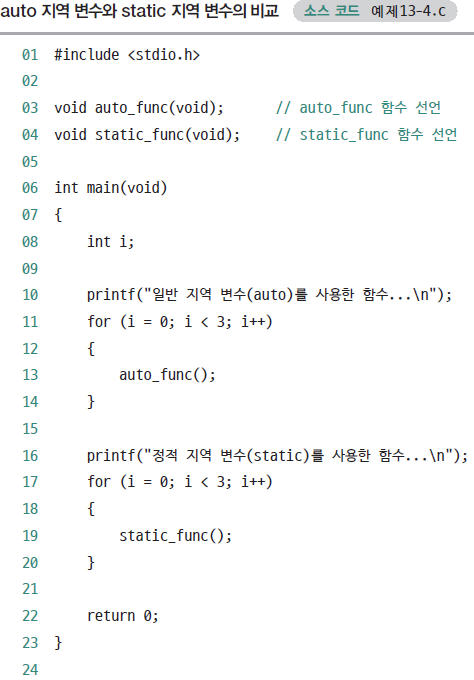 auto 지역 변수와 static 지역 변수의 비교 소스 코드 예제13-4.c
01 #include <stdio.h>
02
03 void auto_func(void); // auto_func 함수 선언
04 void static_func(void); // static_func 함수 선언
05
06 int main(void)
07 {
08 int i;
09
10 printf("일반 지역 변수(auto)를 사용한 함수...\n");
11 for (i = 0; i < 3; i++)
12 {
13 auto_func();
14 }
15
16 printf("정적 지역 변수(static)를 사용한 함수...\n");
17 for (i = 0; i < 3; i++)
18 {
19 static_func();
20 }
21
22 return 0;
23 }
24